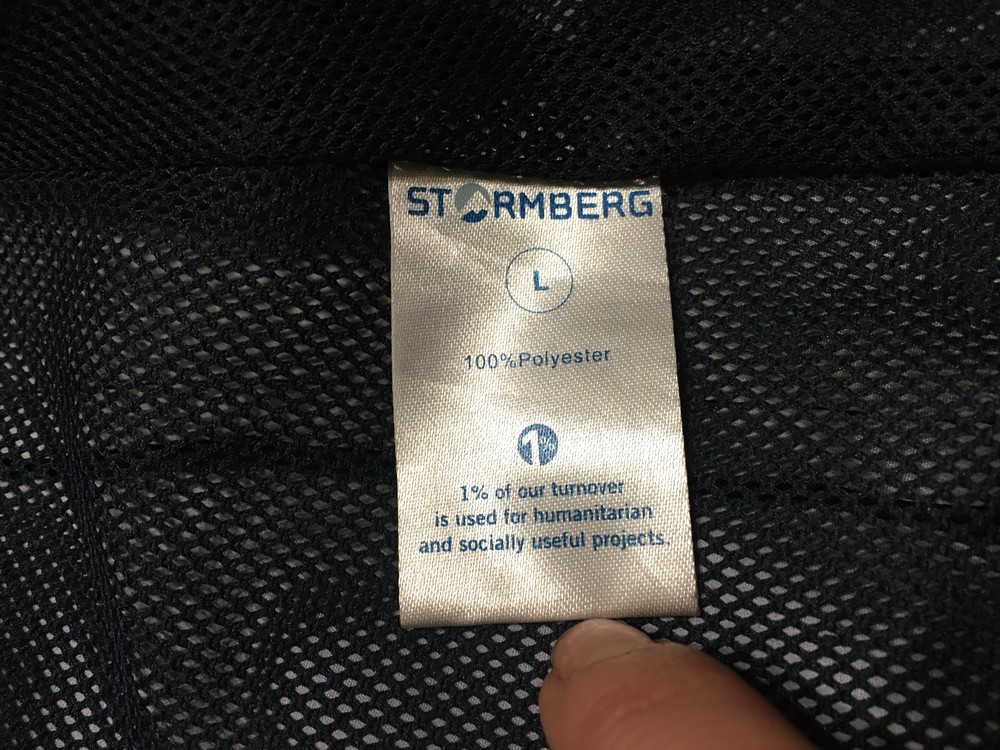 STORMBERG
L
100%Polyester
1%
1% of our turnover
is used for humanitarian
and socially useful projects.